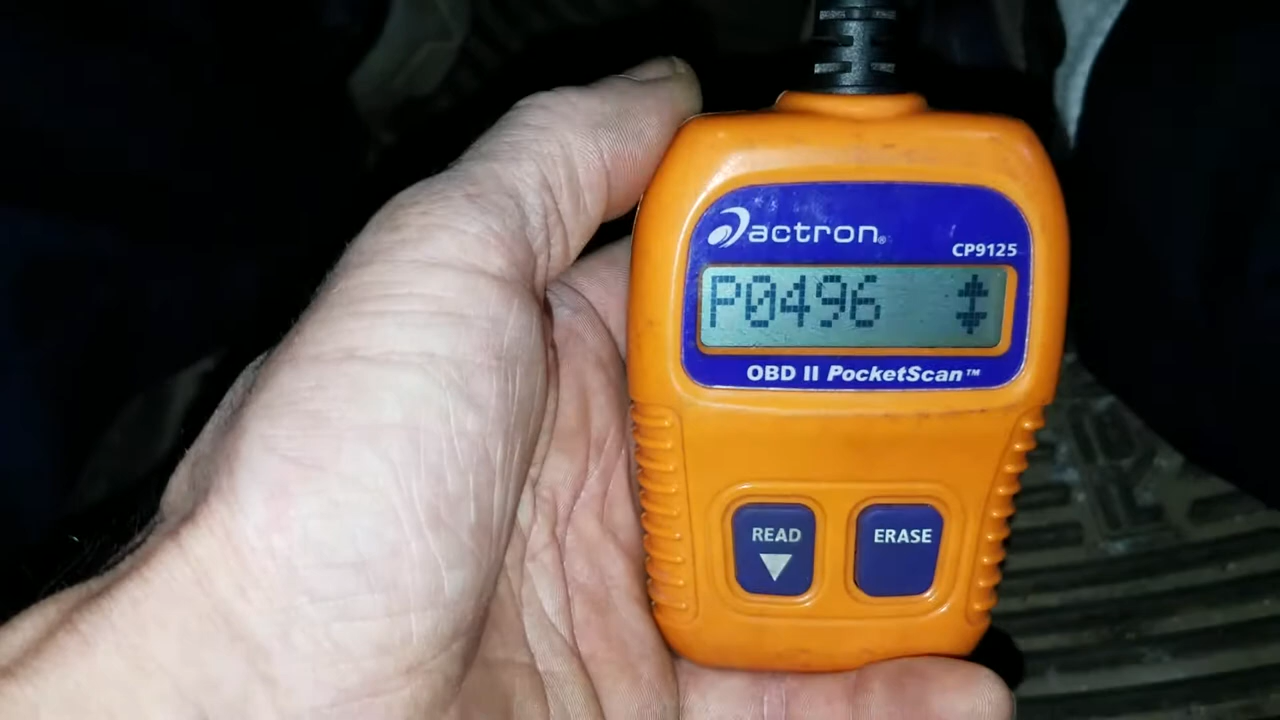 actron®
CP9125
P0496
OBD II PocketScan™
READ
ERASE